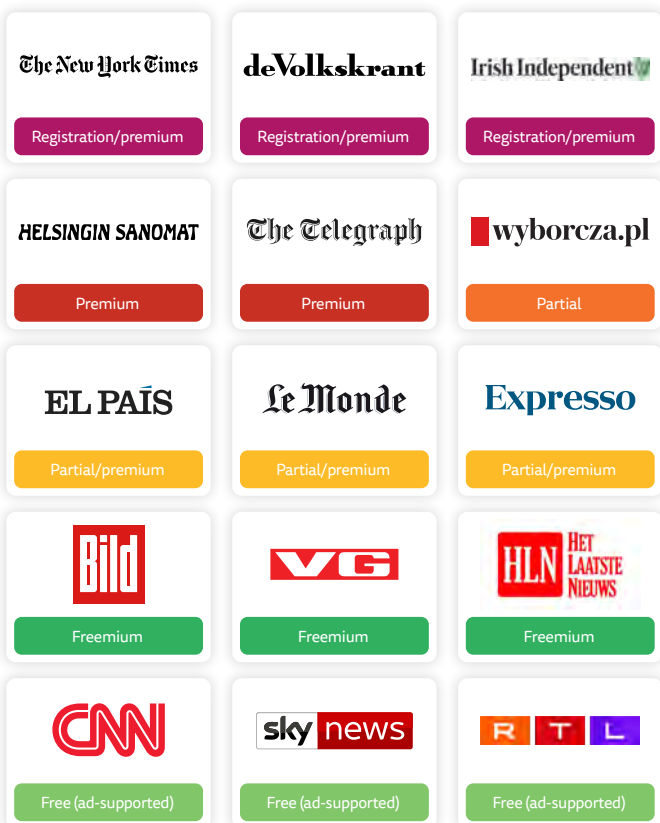 The New York Times
deVolkskrant
Irish Independent
Registration/premium
Registration/premium
Registration/premium
HELSINGIN SANOMAT
The Telegraph
wyborcza.pl
Premium
Premium
Partial
EL PAÍS
Le Monde
Expresso
Partial/premium
Partial/premium
Partial/premium
Bild
VG
HLN
HET
LAATSTE
NIEUWS
Freemium
Freemium
Freemium
CNN
sky news
RTL
Free (ad-supported)
Free (ad-supported)
Free (ad-supported)